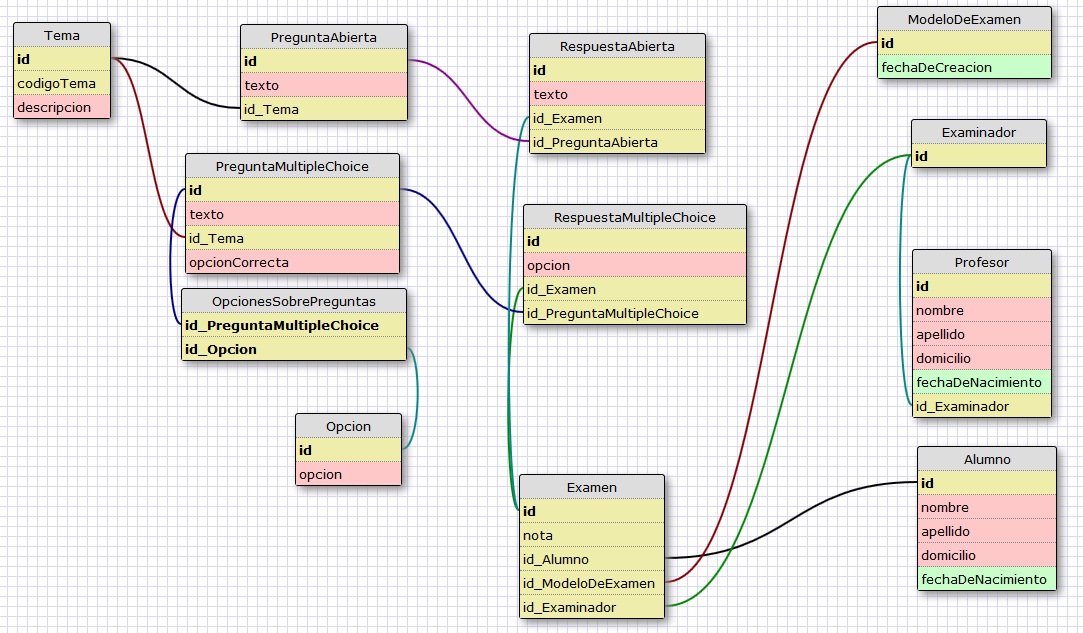 Tema
id
codigoTema
descripcion
PreguntaAbierta
id
texto
id_Tema
PreguntaMultipleChoice
id
texto
id_Tema
opcionCorrecta
OpcionesSobrePreguntas
id_PreguntaMultipleChoice
id_Opcion
Opcion
id
opcion
RespuestaAbierta
id
texto
id_Examen
id_PreguntaAbierta
RespuestaMultipleChoice
id
opcion
id_Examen
id_PreguntaMultipleChoice
Examen
id
nota
id_Alumno
id_ModeloDeExamen
id_Examinador
ModeloDeExamen
id
fechaDeCreacion
Examinador
id
Profesor
id
nombre
apellido
domicilio
fechaDeNacimiento
id_Examinador
Alumno
id
nombre
apellido
domicilio
fechaDeNacimiento